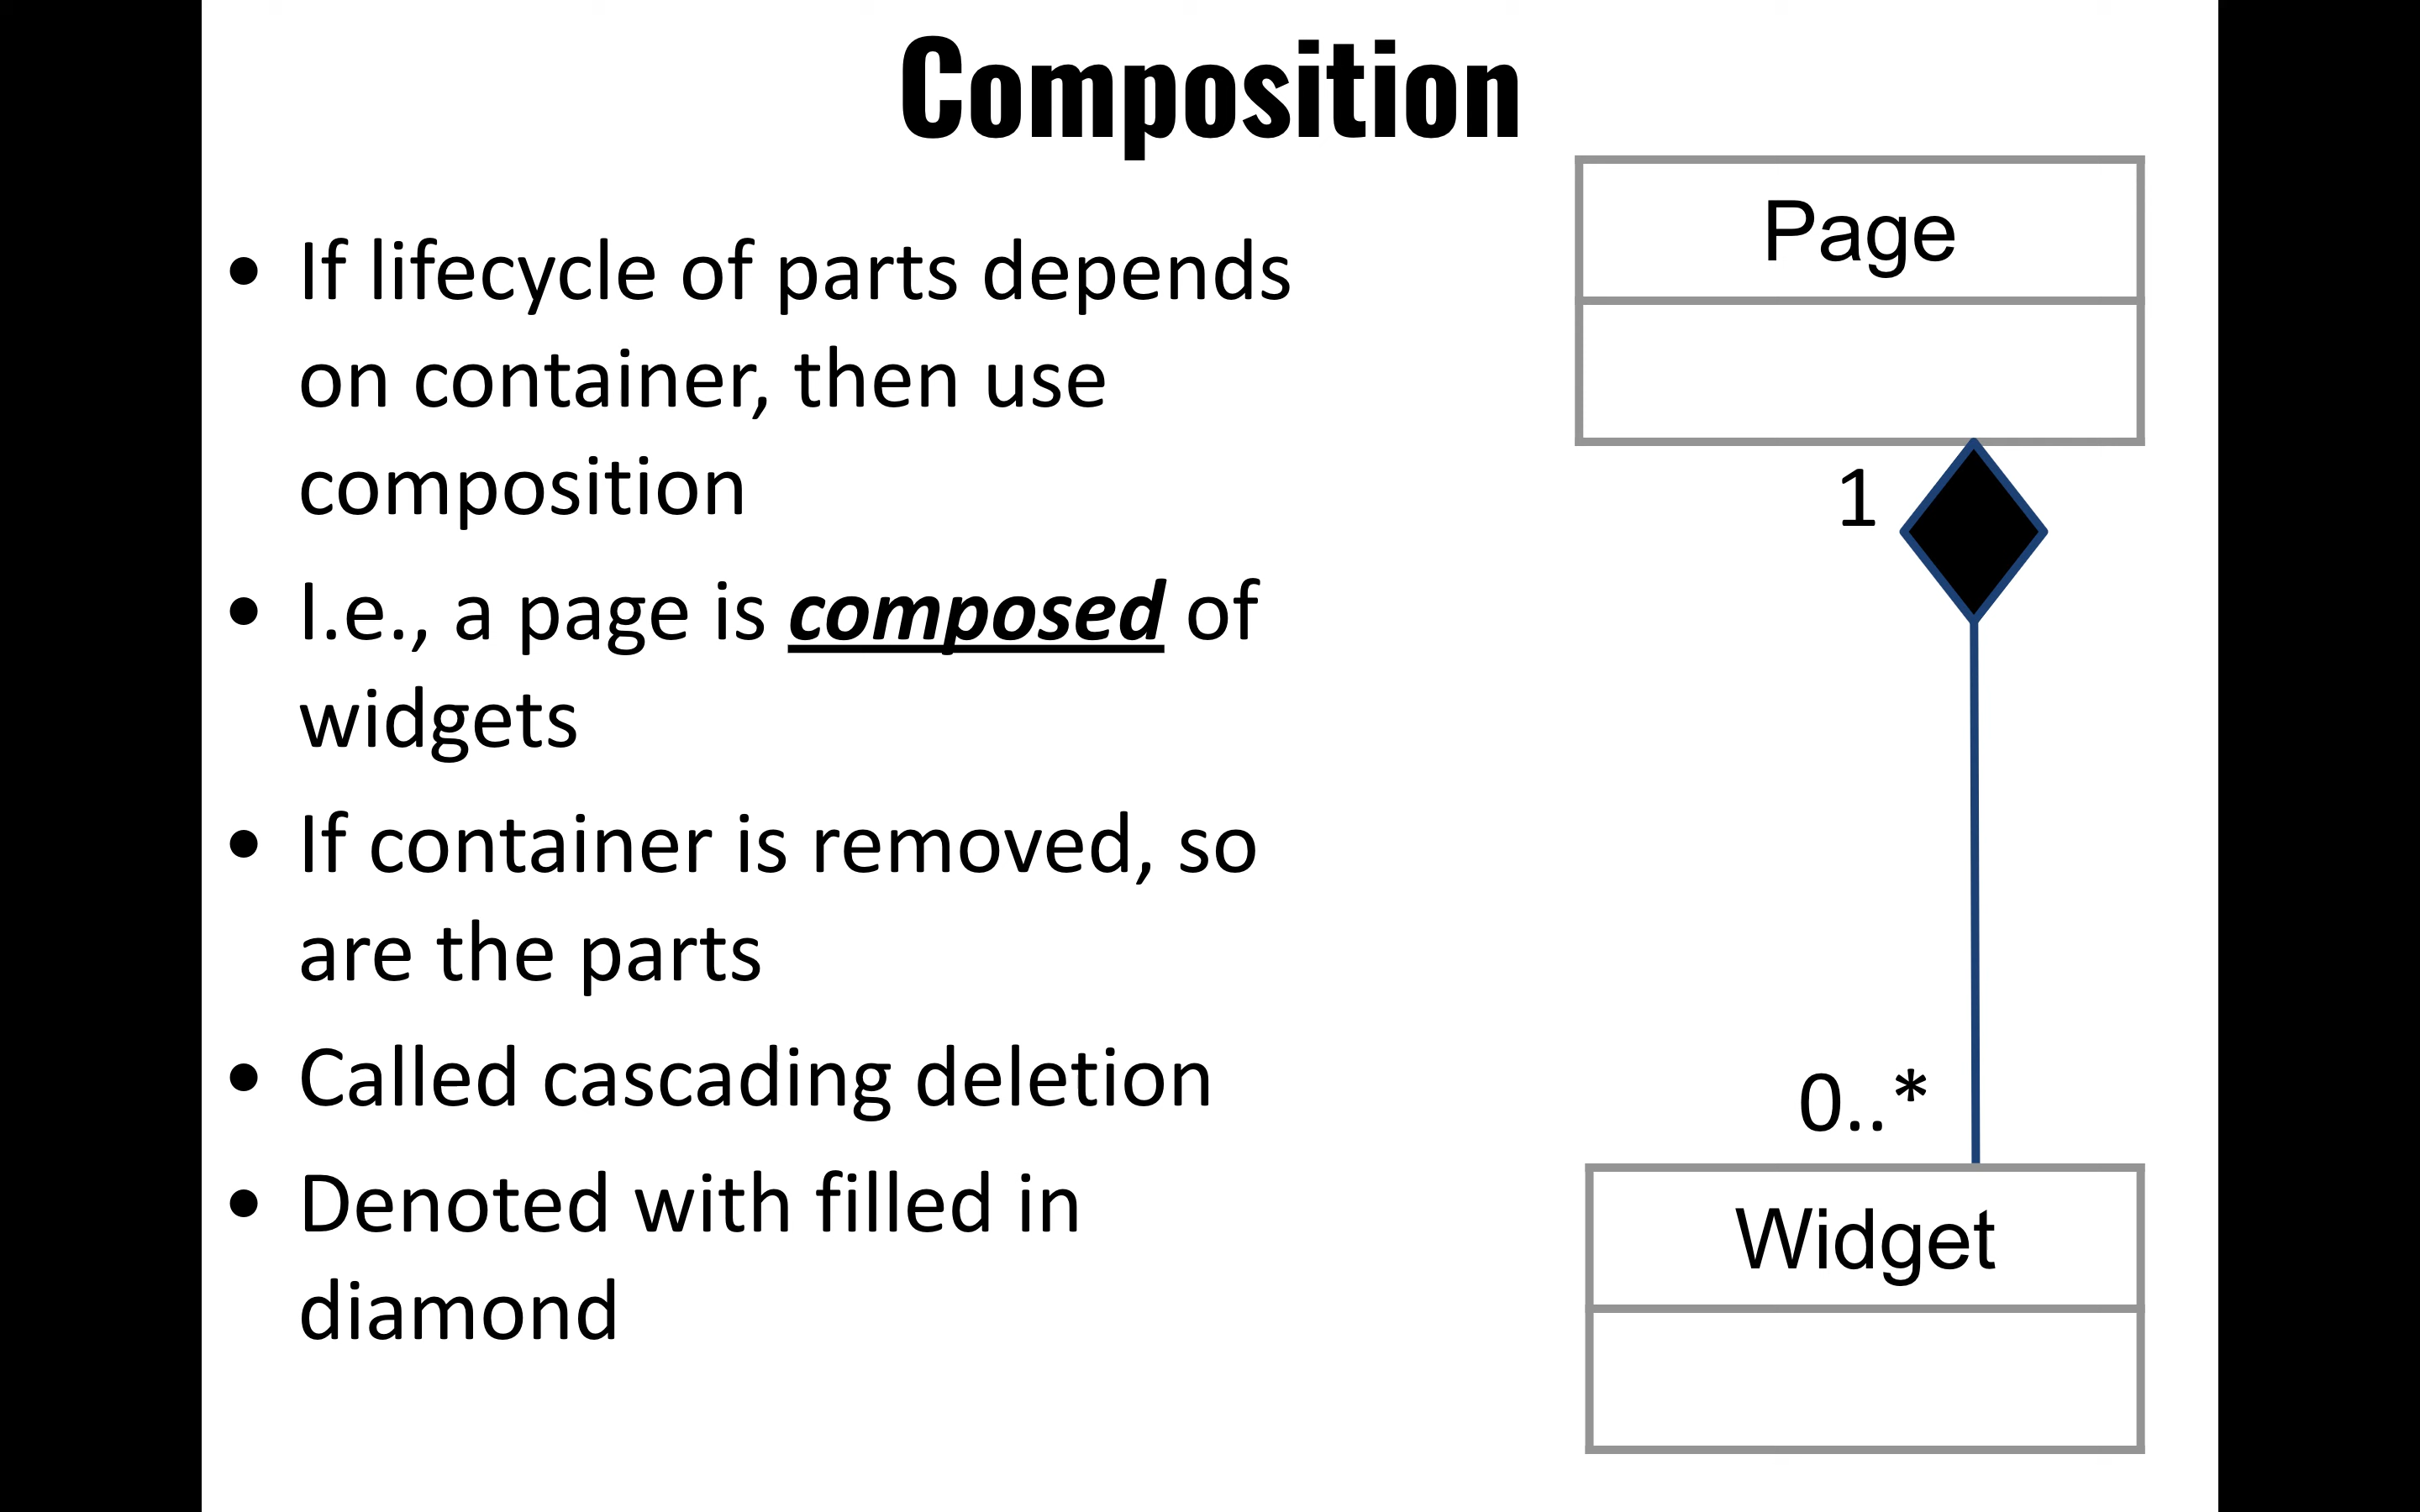 Composition
• If lifecycle of parts depends
on container, then use
composition
• I.e., a page is composed of
widgets
• If container is removed, so
are the parts
• Called cascading deletion
• Denoted with filled in
diamond
Page
1
0..*
Widget